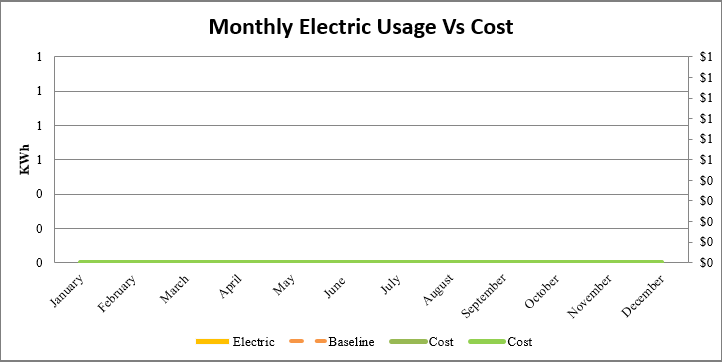 Monthly Electric Usage Vs Cost
KWh
1
1
1
1
0
0
0
$1
$1
$1
$1
$1
$1
$0
$0
$0
$0
$0
January
February
March
April
May
June
July
August
September
October
November
December
Electric
Baseline
Cost
Cost